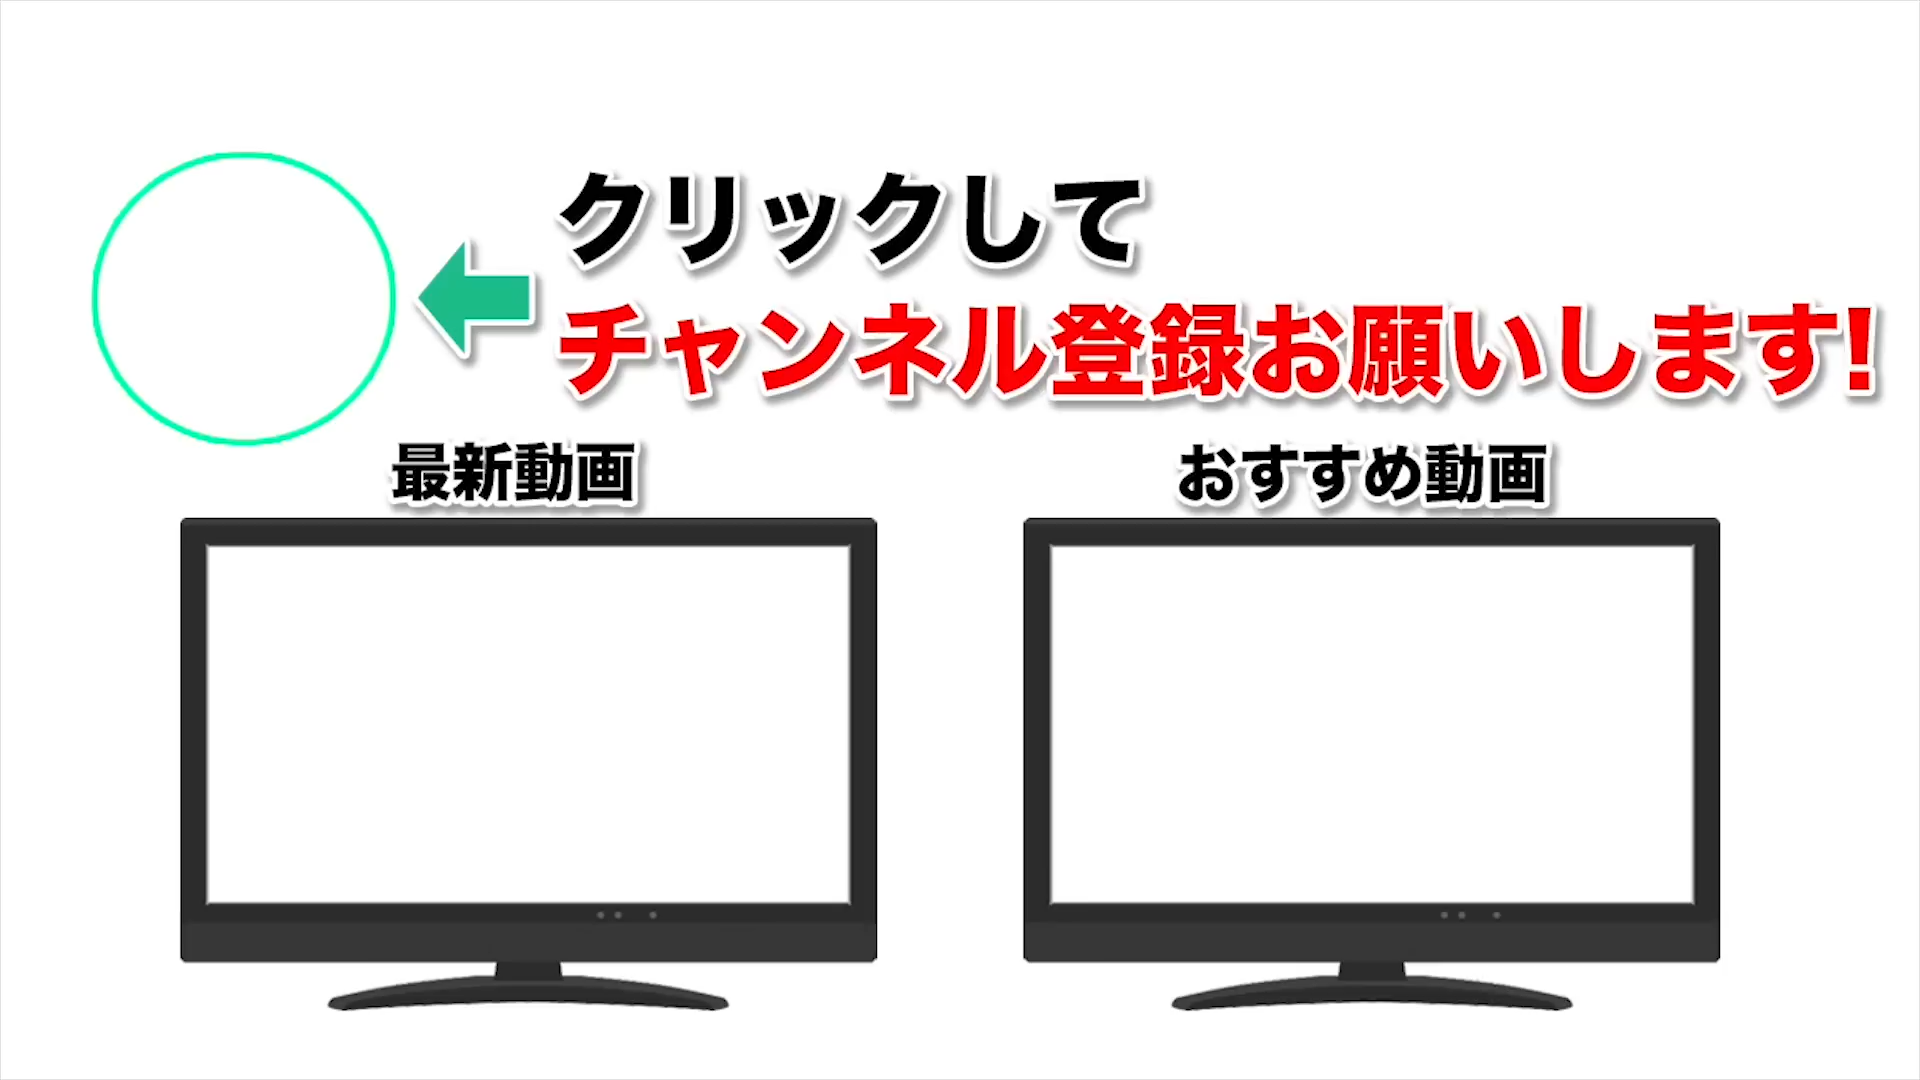 クリックして
チャンネル登録お願いします!
最新動画
おすすめ動画